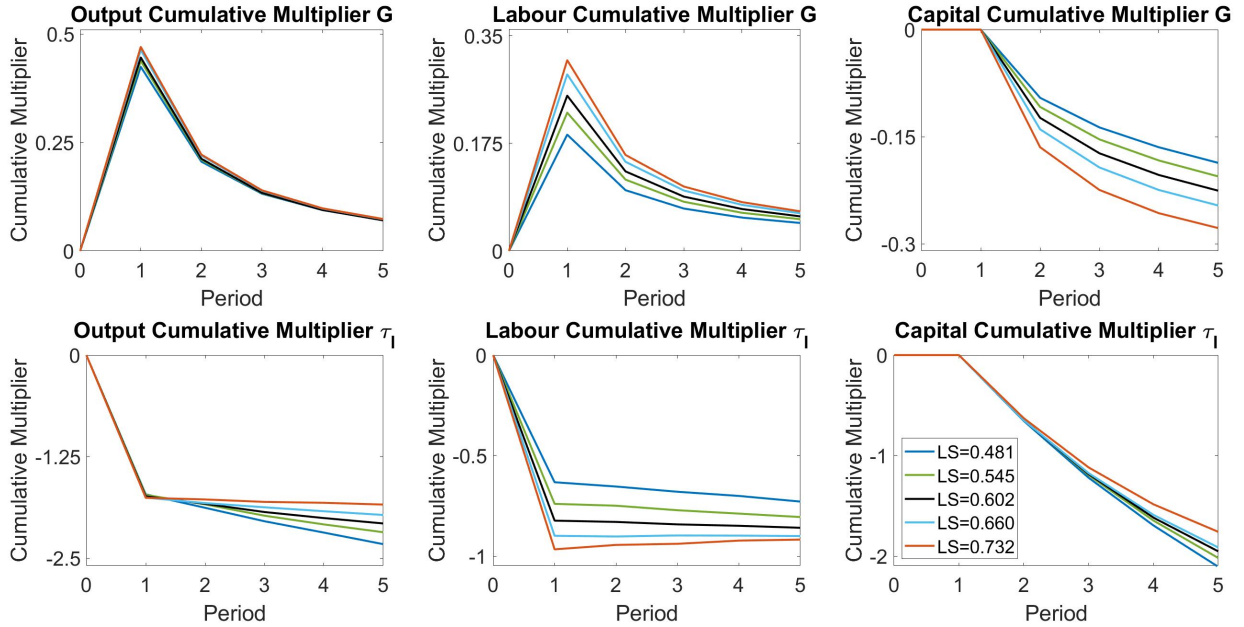 Output Cumulative Multiplier G
Cumulative Multiplier
0.5
0.25
0
0 1 2 3 4 5
Period
Labour Cumulative Multiplier G
Cumulative Multiplier
0.35
0.175
0
0 1 2 3 4 5
Period
Capital Cumulative Multiplier G
Cumulative Multiplier
0
-0.15
-0.3
0 1 2 3 4 5
Period
Output Cumulative Multiplier τ_l
Cumulative Multiplier
0
-1.25
-2.5
0 1 2 3 4 5
Period
Labour Cumulative Multiplier τ_l
Cumulative Multiplier
0
-0.5
-1
0 1 2 3 4 5
Period
Capital Cumulative Multiplier τ_l
Cumulative Multiplier
0
-1
-2
LS=0.481
LS=0.545
LS=0.602
LS=0.660
LS=0.732
0 1 2 3 4 5
Period